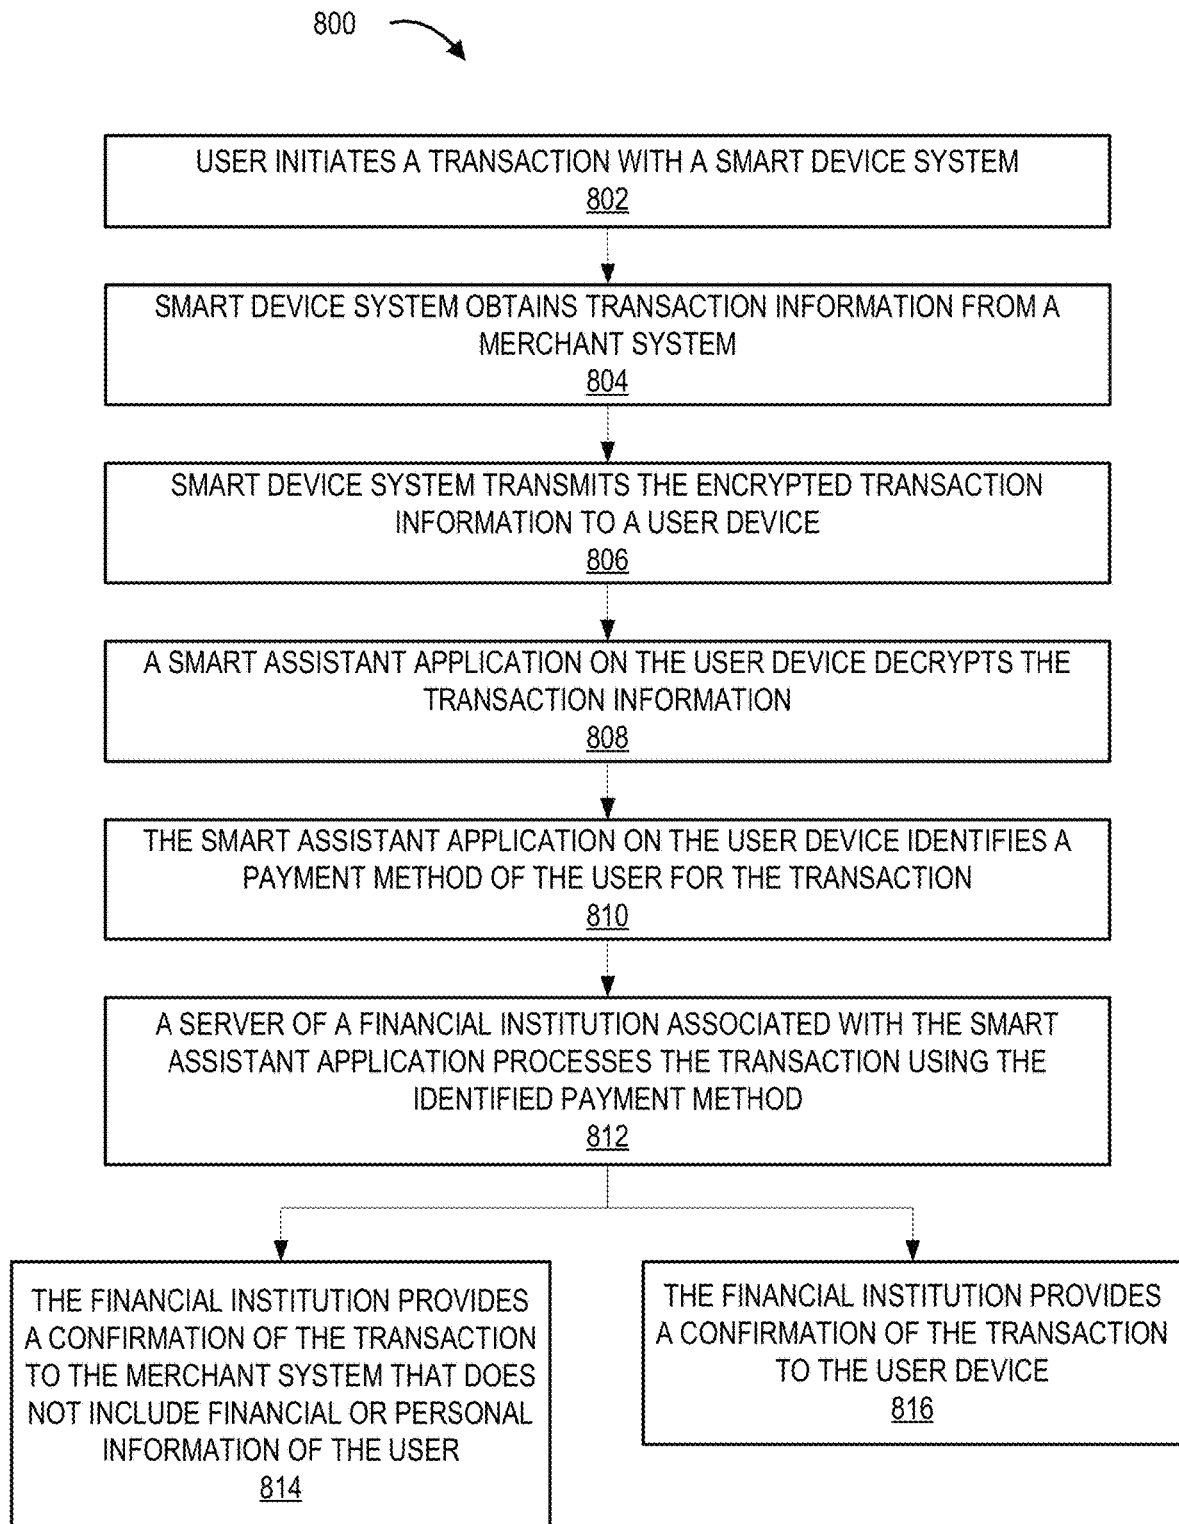 800
USER INITIATES A TRANSACTION WITH A SMART DEVICE SYSTEM
802
SMART DEVICE SYSTEM OBTAINS TRANSACTION INFORMATION FROM A
MERCHANT SYSTEM
804
SMART DEVICE SYSTEM TRANSMITS THE ENCRYPTED TRANSACTION
INFORMATION TO A USER DEVICE
806
A SMART ASSISTANT APPLICATION ON THE USER DEVICE DECRYPTS THE
TRANSACTION INFORMATION
808
THE SMART ASSISTANT APPLICATION ON THE USER DEVICE IDENTIFIES A
PAYMENT METHOD OF THE USER FOR THE TRANSACTION
810
A SERVER OF A FINANCIAL INSTITUTION ASSOCIATED WITH THE SMART
ASSISTANT APPLICATION PROCESSES THE TRANSACTION USING THE
IDENTIFIED PAYMENT METHOD
812
THE FINANCIAL INSTITUTION PROVIDES
A CONFIRMATION OF THE TRANSACTION
TO THE MERCHANT SYSTEM THAT DOES
NOT INCLUDE FINANCIAL OR PERSONAL
INFORMATION OF THE USER
814
THE FINANCIAL INSTITUTION PROVIDES
A CONFIRMATION OF THE TRANSACTION
TO THE USER DEVICE
816